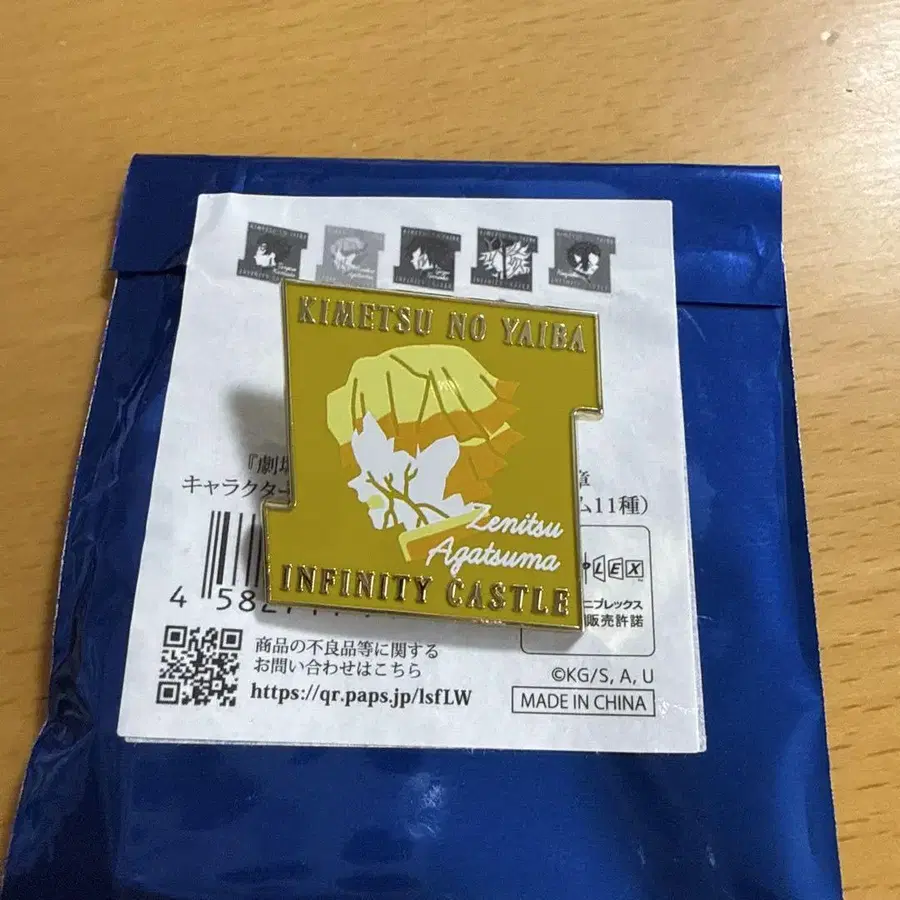 KIMETSU NO YAIBA
Zenitsu
Agatsuma
INFINITY CASTLE
『劇場
章
キャラクター
ム11種）
4 582
PLEX
ニプレックス
販売許諾
商品の不良品等に関する
お問い合わせはこちら
https://qr.paps.jp/lsfLW
©KG/S, A, U
MADE IN CHINA